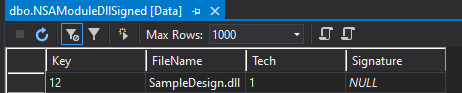 dbo.NSAModuleDllSigned [Data]
Max Rows: 1000
Key FileName Tech Signature
12 SampleDesign.dll 1 NULL